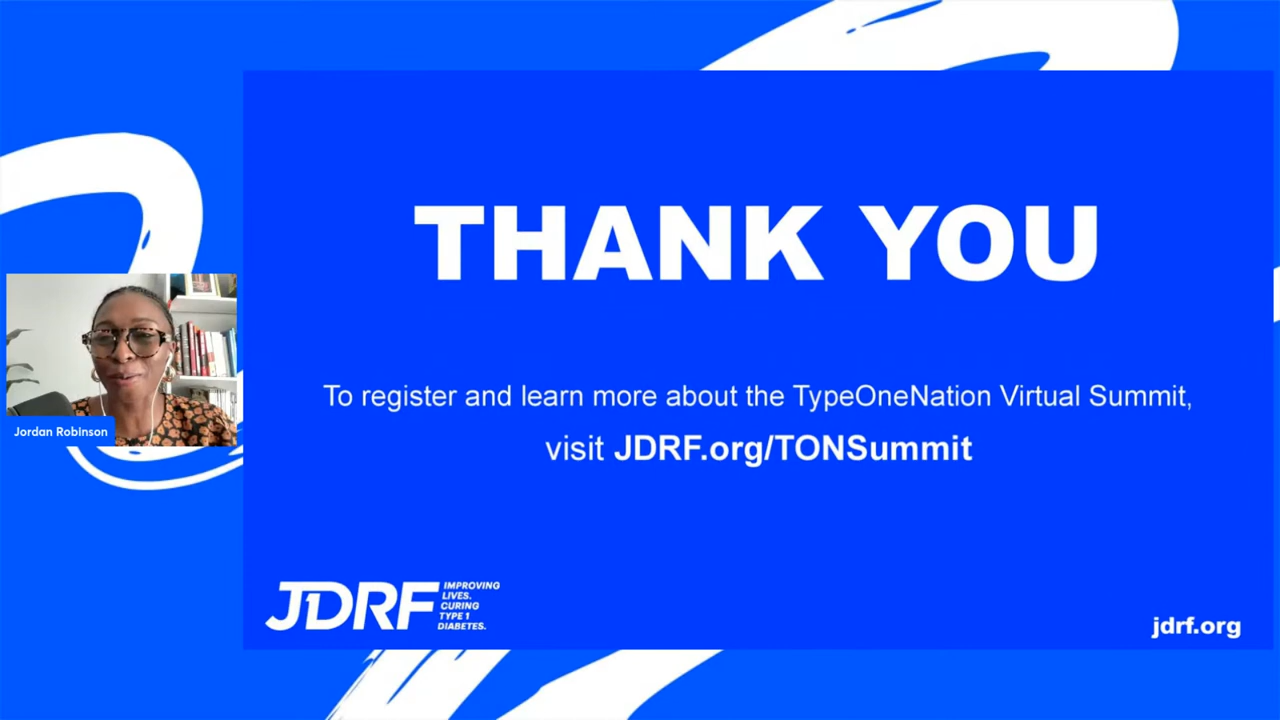 THANK YOU
To register and learn more about the TypeOneNation Virtual Summit,
visit JDRF.org/TONSummit
Jordan Robinson
JDRF
IMPROVING
LIVES.
CURING
TYPE 1
DIABETES.
jdrf.org